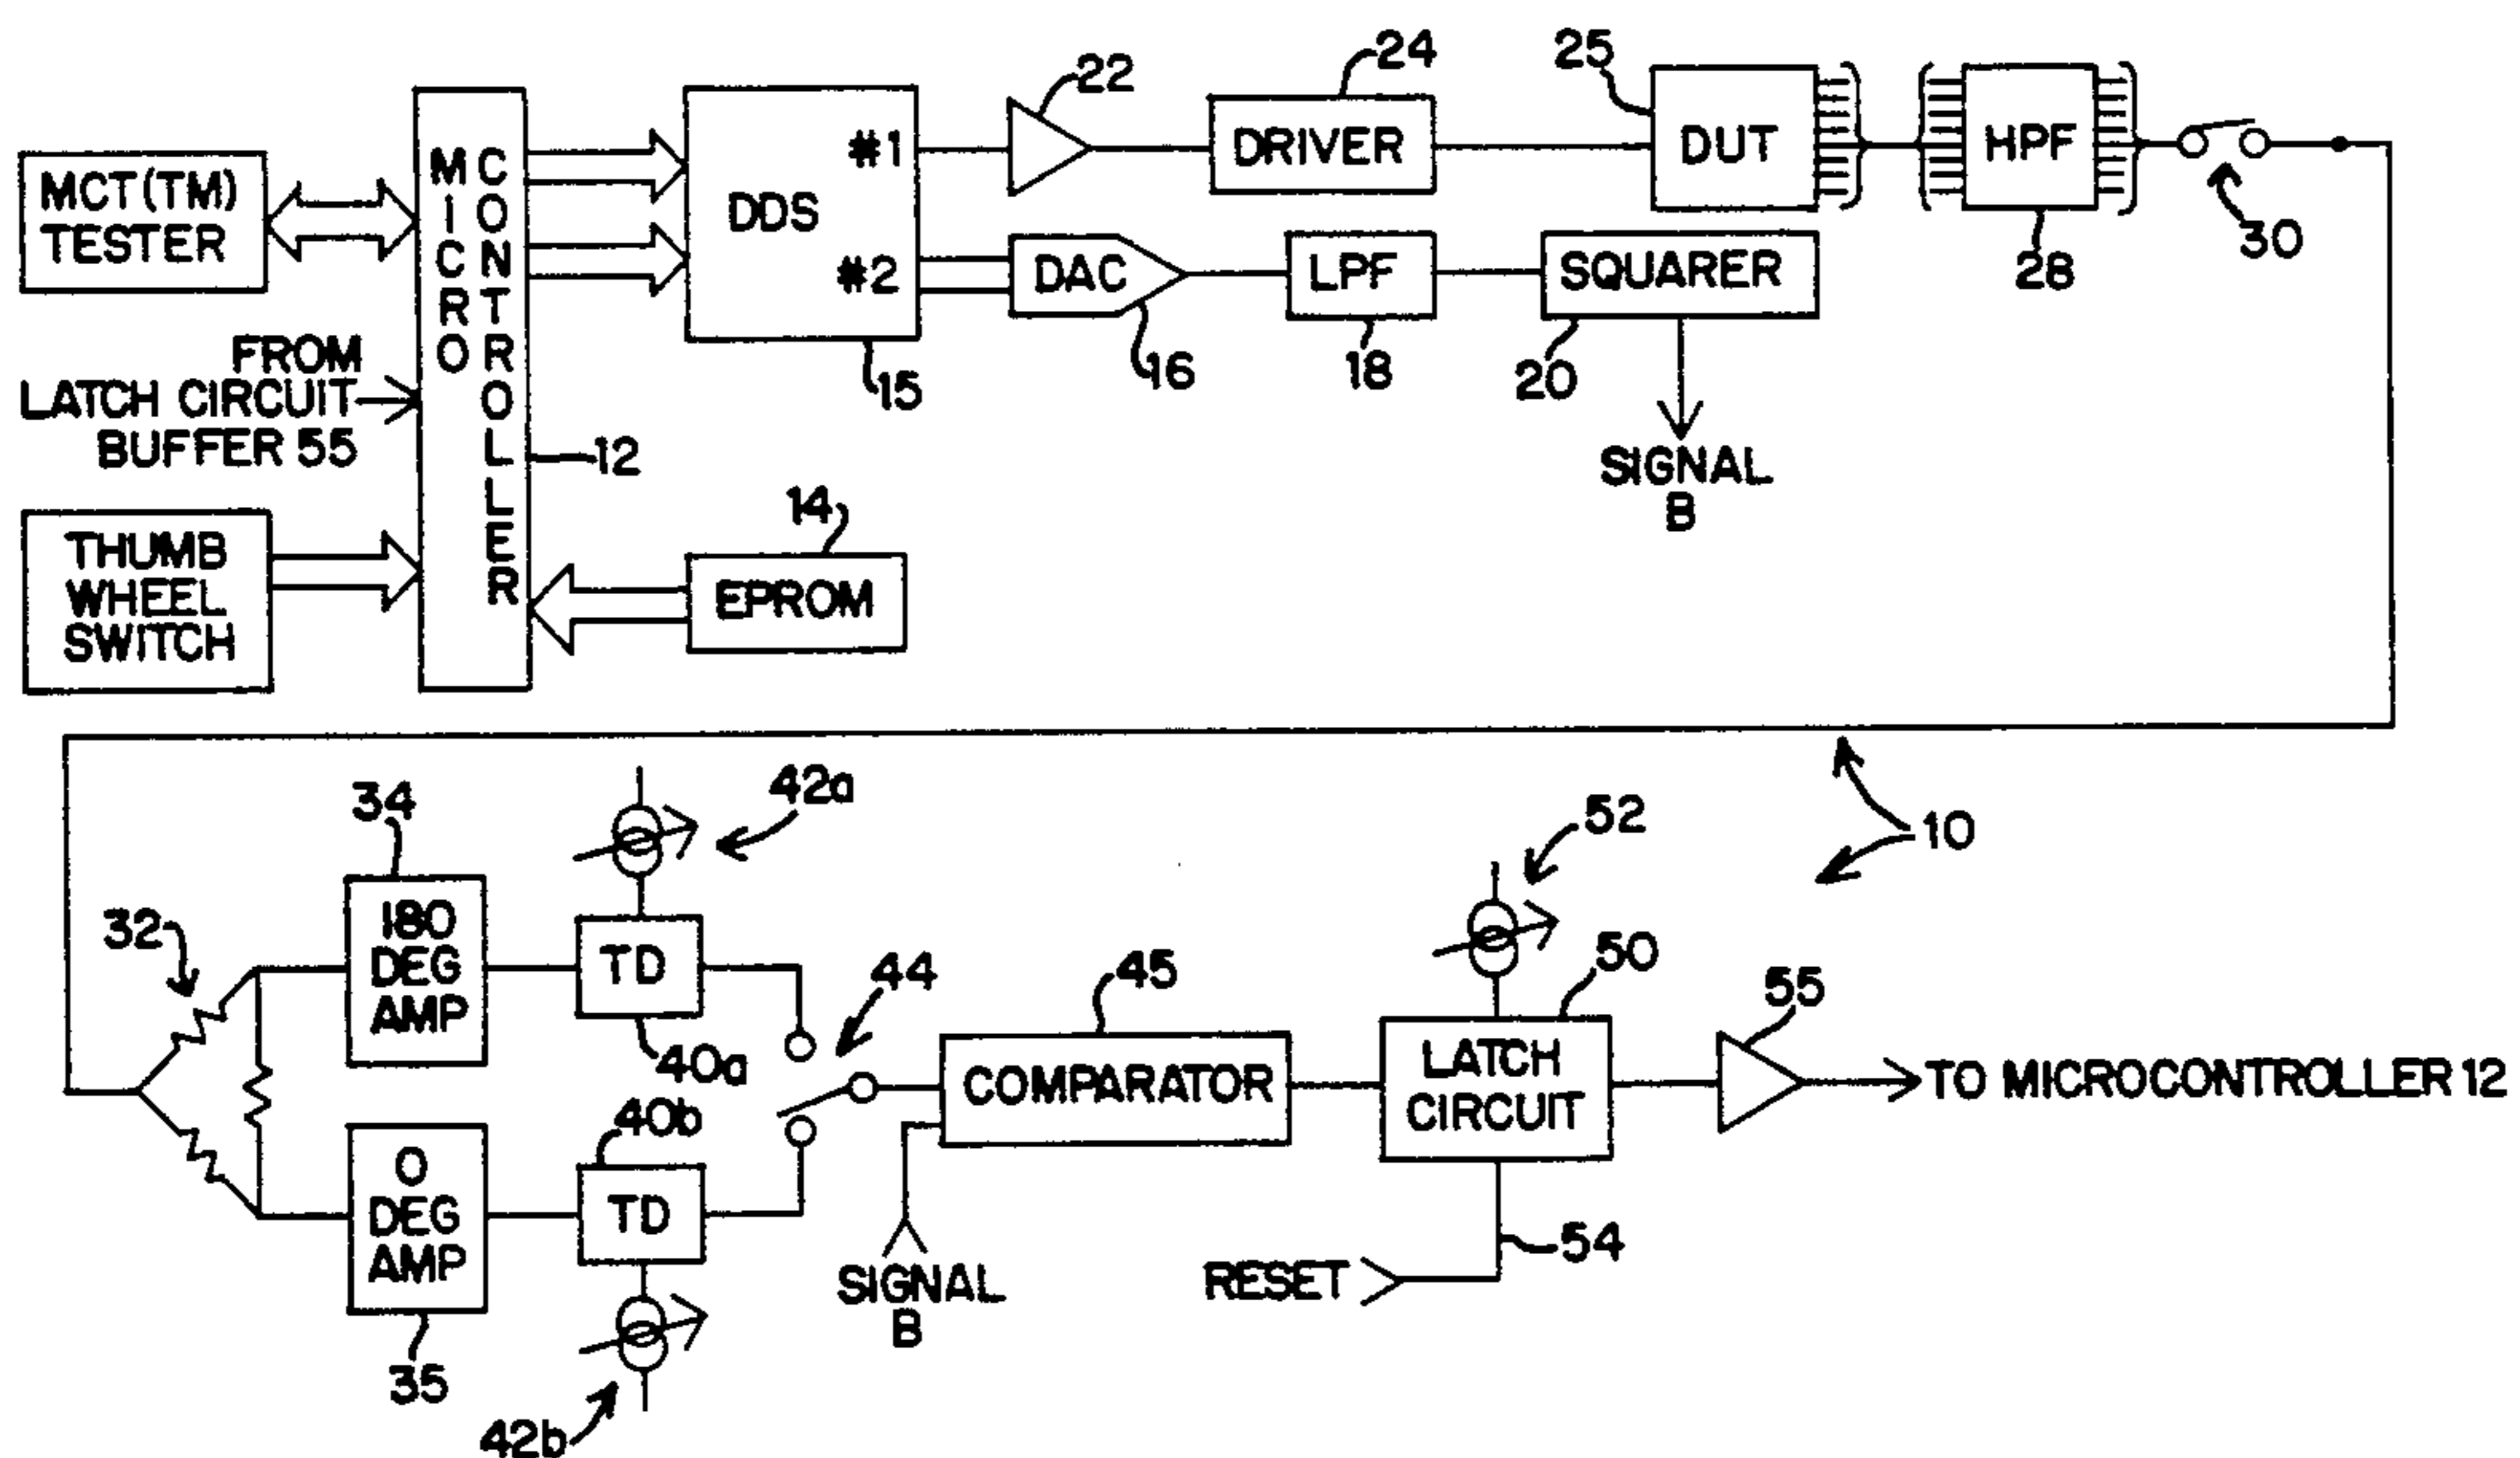 MCT(TM)
TESTER
FROM
LATCH CIRCUIT
BUFFER 55
THUMB
WHEEL
SWITCH
MICRO
CONTROLLER
12
14
EPROM
DDS
#1
#2
15
22
24
DRIVER
25
DUT
HPF
28
30
DAC
16
LPF
18
SQUARER
20
SIGNAL
B
10
32
34
180
DEG
AMP
0
DEG
AMP
35
42a
TD
40a
40b
TD
42b
44
45
COMPARATOR
SIGNAL
B
52
50
LATCH
CIRCUIT
RESET
54
55
TO MICROCONTROLLER 12